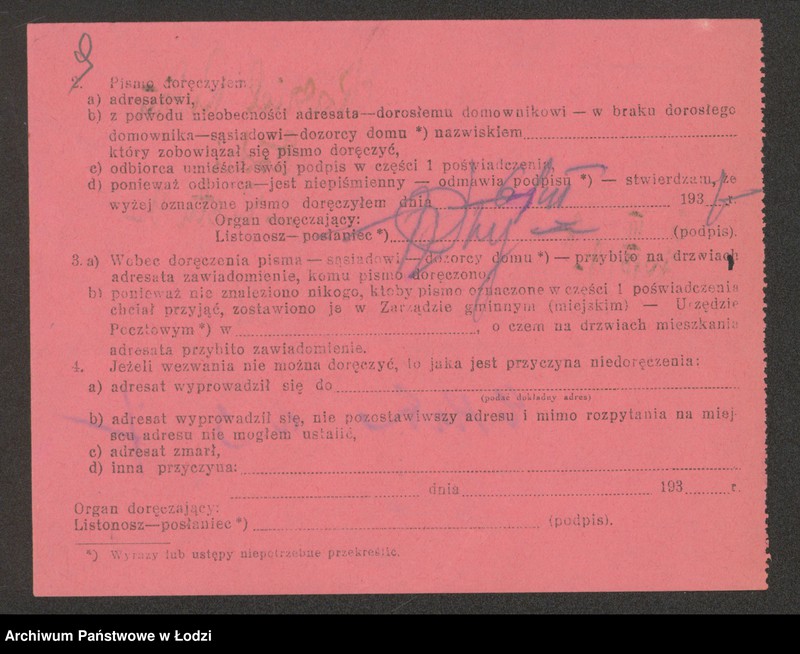 2. Pismo doręczyłem
a) adresatowi,
b) z powodu nieobecności adresata—dorosłemu domownikowi — w braku dorosłego
domownika—sąsiadowi—dozorcy domu *) nazwiskiem
który zobowiązał się pismo doręczyć,
c) odbiorca umieścił swój podpis w części 1 poświadczenia,
d) ponieważ odbiorca—jest niepiśmienny — odmawia podpisu *) — stwierdzam, że
wyżej oznaczone pismo doręczyłem dnia 193 r.
Organ doręczający:
Listonosz—posłaniec *) (podpis).
3. a) Wobec doręczenia pisma — sąsiadowi — dozorcy domu *) — przybito na drzwiach
adresata zawiadomienie, komu pismo doręczono,
b) ponieważ nie znaleziono nikogo, ktoby pismo oznaczone w części 1 poświadczenia
chciał przyjąć, zostawiono je w Zarządzie gminnym (miejskim) — Urzędzie
Pocztowym *) w , o czem na drzwiach mieszkania
adresata przybito zawiadomienie.
4. Jeżeli wezwania nie można doręczyć, to jaka jest przyczyna niedoręczenia:
a) adresat wyprowadził się do
(podać dokładny adres)
b) adresat wyprowadził się, nie pozostawiwszy adresu i mimo rozpytania na miej-
scu adresu nie mogłem ustalić,
c) adresat zmarł,
d) inna przyczyna:
dnia 193 r.
Organ doręczający:
Listonosz—posłaniec *) (podpis).
*) Wyrazy lub ustępy niepotrzebne przekreślić.
Archiwum Państwowe w Łodzi